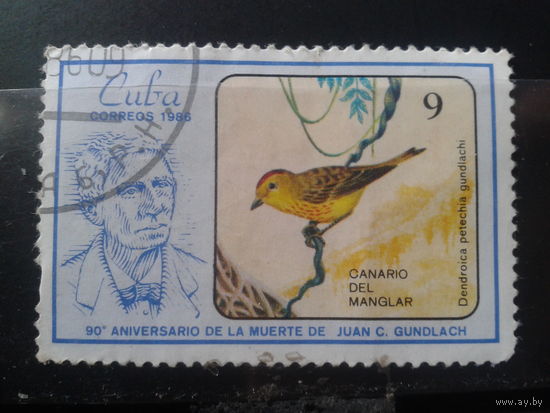 Cuba
CORREOS 1986
9
Dendroica petechia gundlachi
CANARIO
DEL
MANGLAR
90º ANIVERSARIO DE LA MUERTE DE JUAN C. GUNDLACH
www.ay.by